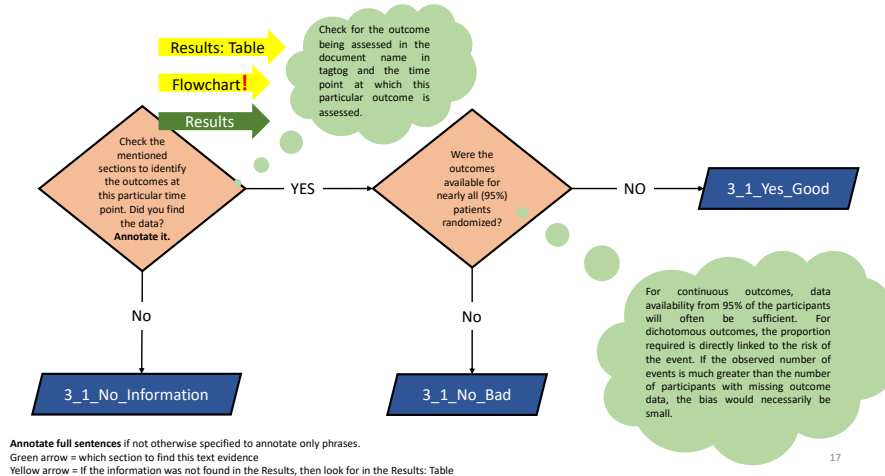 Results: Table
Flowchart!
Results
Check for the outcome
being assessed in the
document name in
tagtog and the time
point at which this
particular outcome is
assessed.
Check the
mentioned
sections to identify
the outcomes at
this particular time
point. Did you find
the data?
Annotate it.
YES
Were the
outcomes
available for
nearly all (95%)
patients
randomized?
NO
3_1_Yes_Good
No
No
3_1_No_Information
3_1_No_Bad
For continuous outcomes, data
availability from 95% of the participants
will often be sufficient. For
dichotomous outcomes, the proportion
required is directly linked to the risk of
the event. If the observed number of
events is much greater than the number
of participants with missing outcome
data, the bias would necessarily be
small.
Annotate full sentences if not otherwise specified to annotate only phrases.
Green arrow = which section to find this text evidence
Yellow arrow = If the information was not found in the Results, then look for in the Results: Table
17